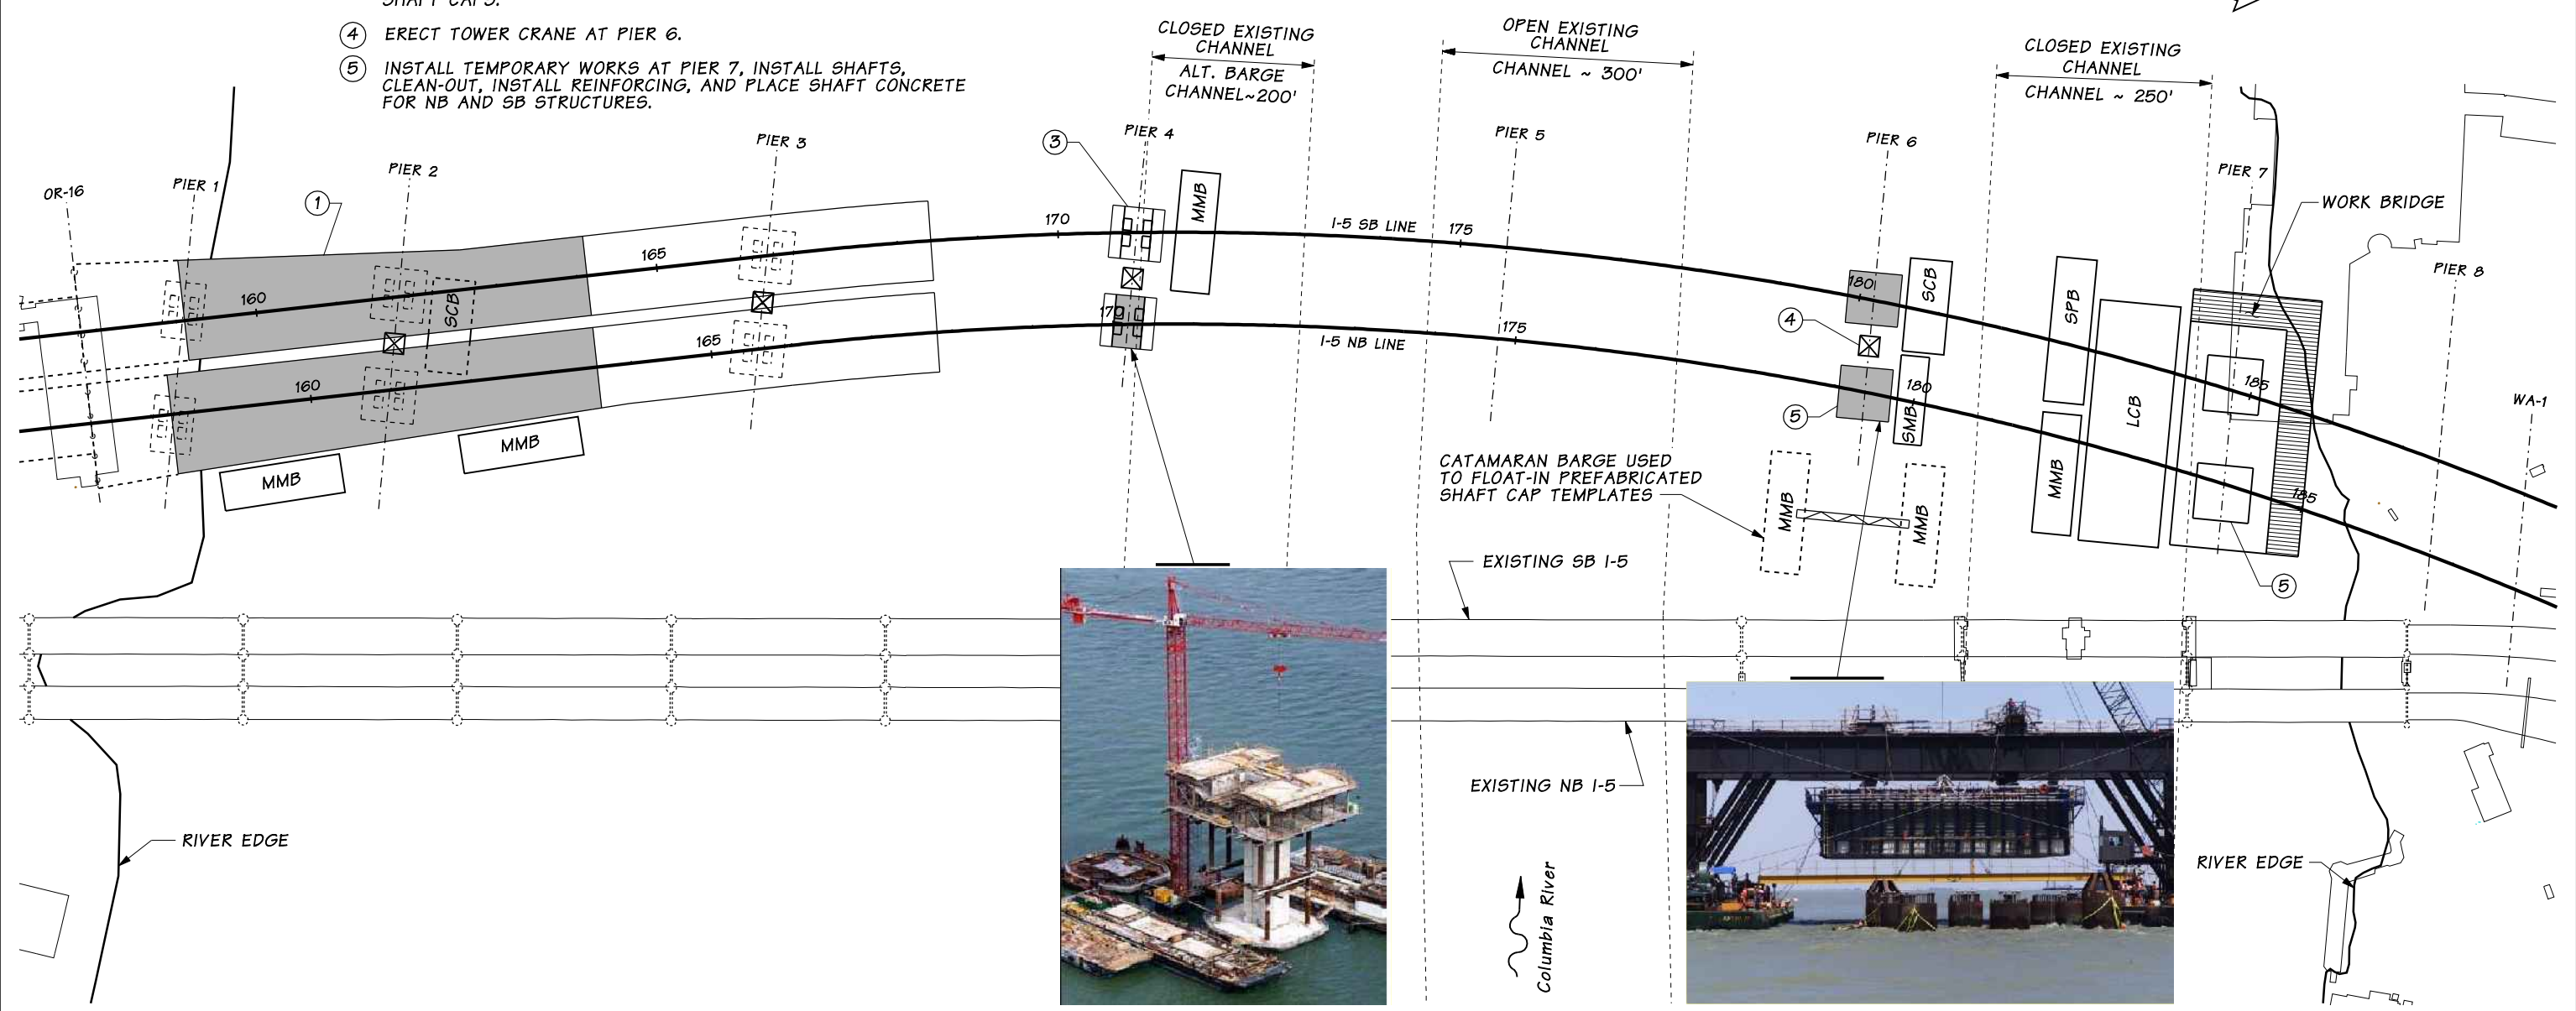 SHAFT CAPS.
4 ERECT TOWER CRANE AT PIER 6.
5 INSTALL TEMPORARY WORKS AT PIER 7, INSTALL SHAFTS,
CLEAN-OUT, INSTALL REINFORCING, AND PLACE SHAFT CONCRETE
FOR NB AND SB STRUCTURES.
CLOSED EXISTING
CHANNEL
ALT. BARGE
CHANNEL~200'
OPEN EXISTING
CHANNEL
CHANNEL ~ 300'
CLOSED EXISTING
CHANNEL
CHANNEL ~ 250'
OR-16
PIER 1
PIER 2
PIER 3
PIER 4
PIER 5
PIER 6
PIER 7
PIER 8
WA-1
1
3
4
5
5
WORK BRIDGE
160
165
170
I-5 SB LINE
175
180
185
160
165
170
I-5 NB LINE
175
180
185
SCB
MMB
MMB
MMB
SCB
SMB
SPB
MMB
LCB
CATAMARAN BARGE USED
TO FLOAT-IN PREFABRICATED
SHAFT CAP TEMPLATES
MMB
MMB
EXISTING SB I-5
EXISTING NB I-5
RIVER EDGE
Columbia River
RIVER EDGE